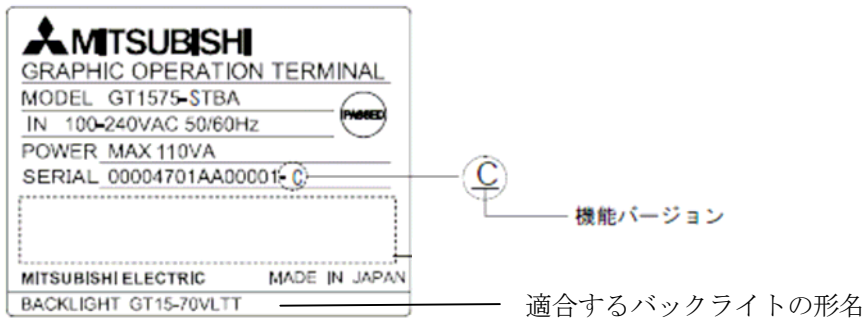 MITSUBISHI
GRAPHIC OPERATION TERMINAL
MODEL GT1575-STBA
IN 100-240VAC 50/60Hz
PASSED
POWER MAX 110VA
SERIAL 00004701AA00001-C
C
機能バージョン
MITSUBISHI ELECTRIC MADE IN JAPAN
BACKLIGHT GT15-70VLTT
適合するバックライトの形名